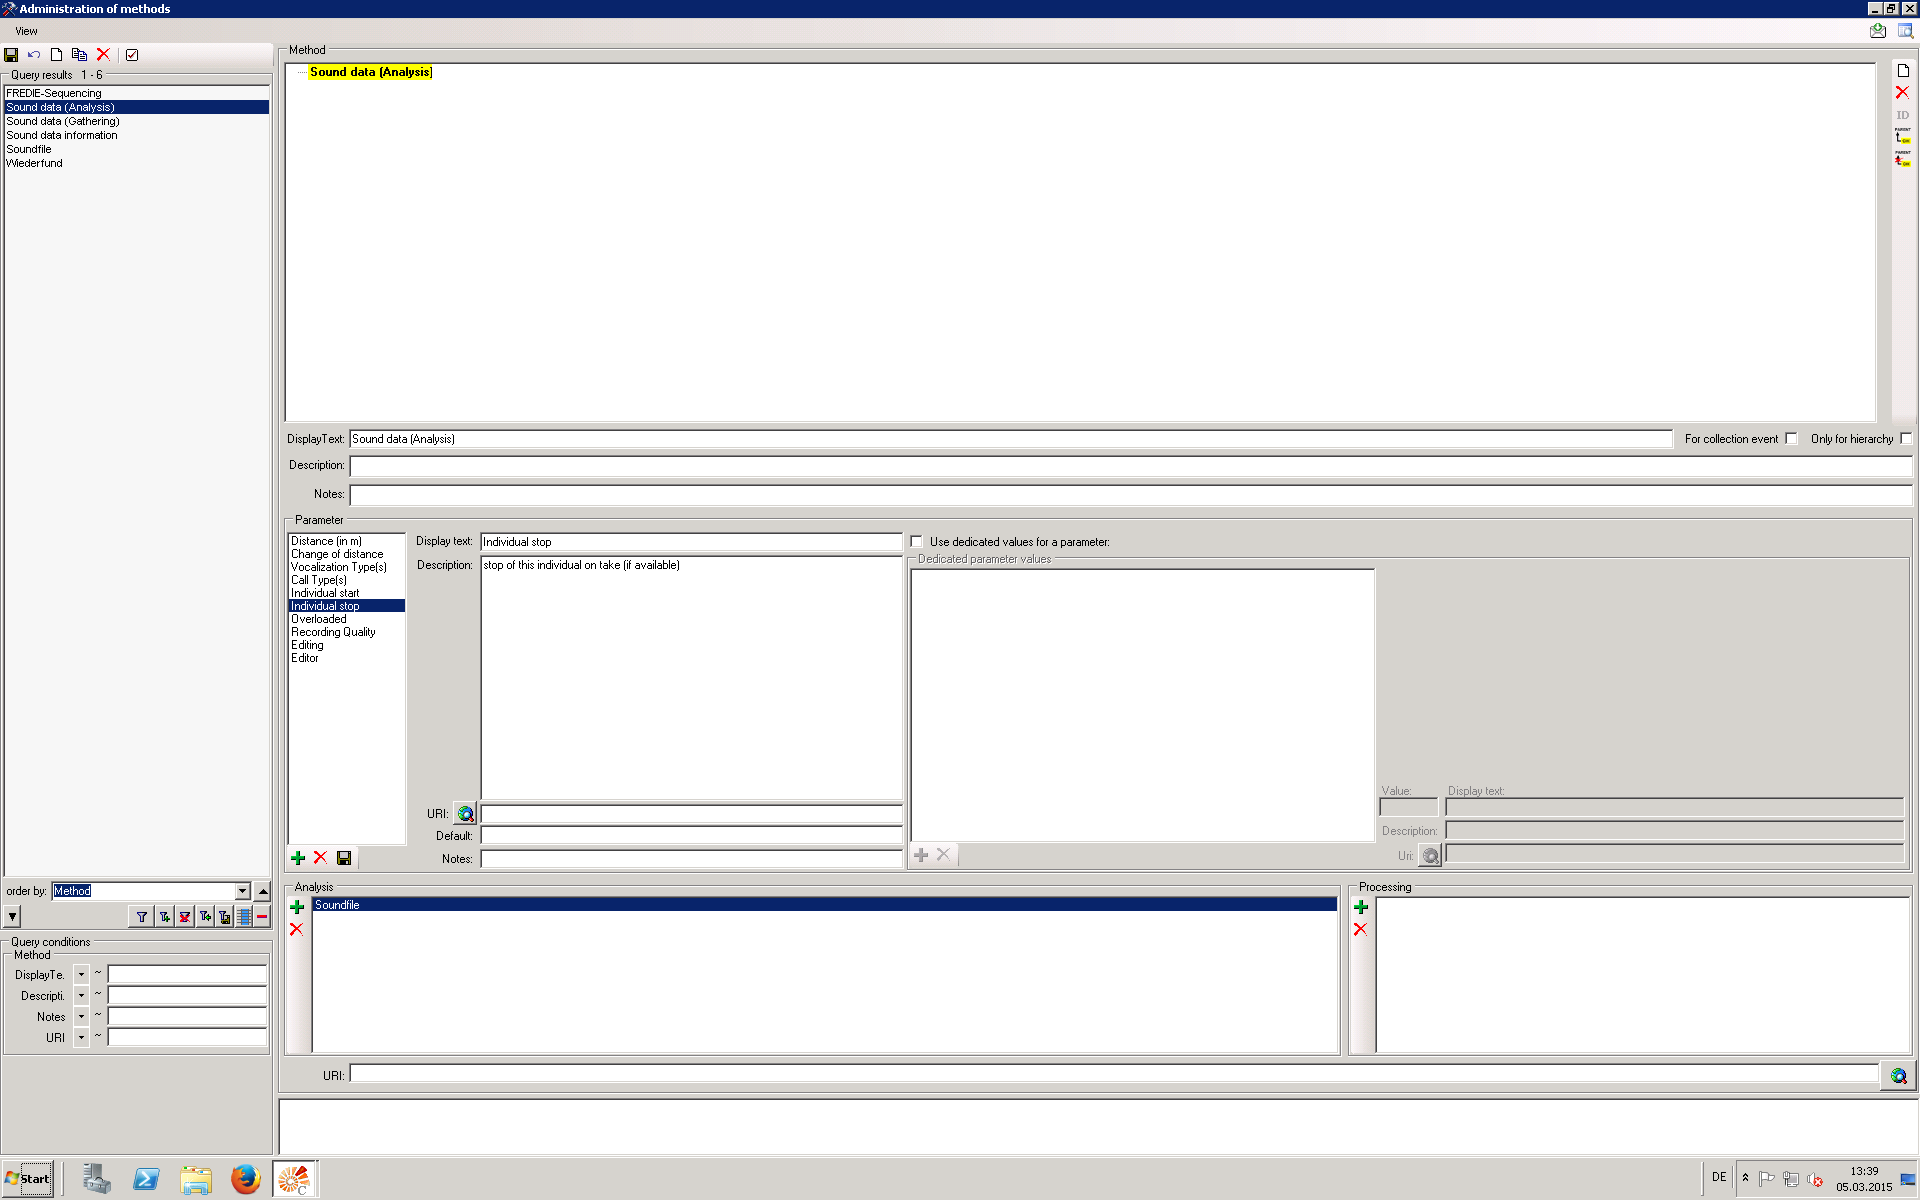 Administration of methods
View
Query results 1 - 6
FREDIE-Sequencing
Sound data (Analysis)
Sound data (Gathering)
Sound data information
Soundfile
Wiederfund
order by: Method
Query conditions
Method
DisplayTe. ~
Descripti. ~
Notes ~
URI ~
Method
Sound data (Analysis)
ID
PARENT
PARENT
DisplayText: Sound data (Analysis) For collection event Only for hierarchy
Description:
Notes:
Parameter
Distance (in m)
Change of distance
Vocalization Type(s)
Call Type(s)
Individual start
Individual stop
Overloaded
Recording Quality
Editing
Editor
Display text: Individual stop
Description: stop of this individual on take (if available)
URI:
Default:
Notes:
Use dedicated values for a parameter:
Dedicated parameter values
Value: Display text:
Description:
Uri:
Analysis
Soundfile
Processing
URI:
Start
C
DE
13:39
05.03.2015